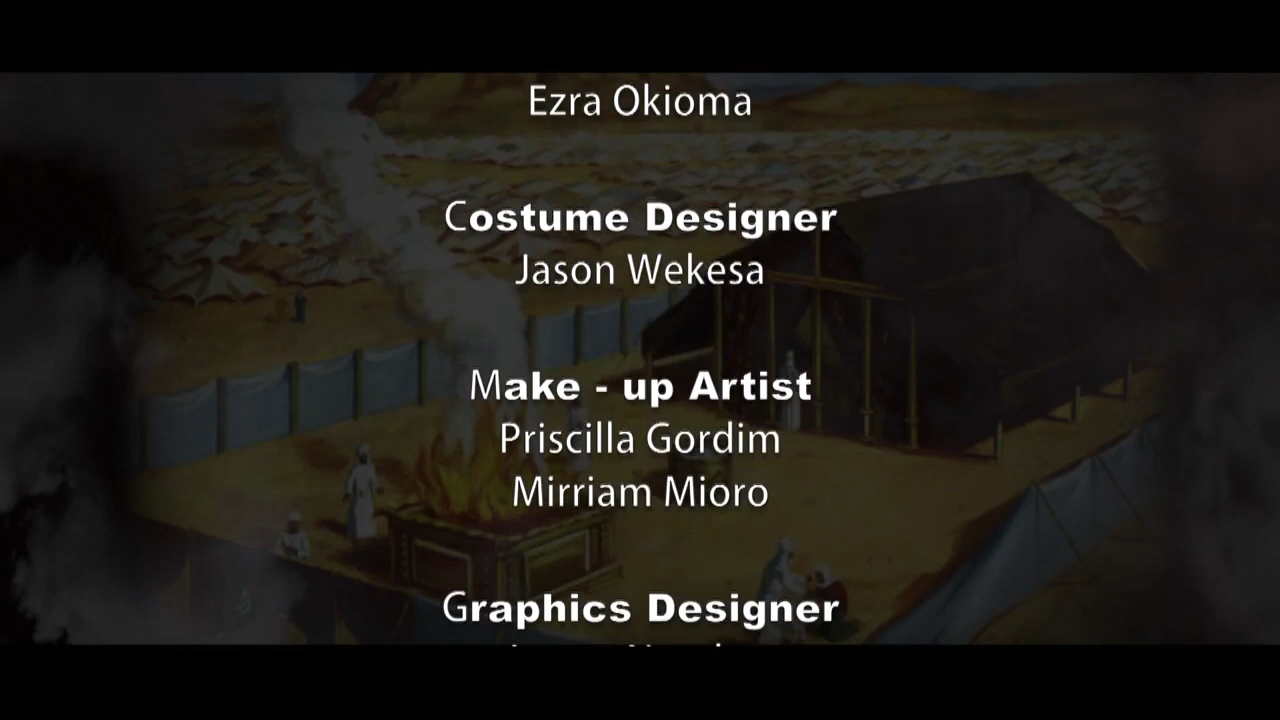 Ezra Okioma
Costume Designer
Jason Wekesa
Make - up Artist
Priscilla Gordim
Mirriam Mioro
Graphics Designer